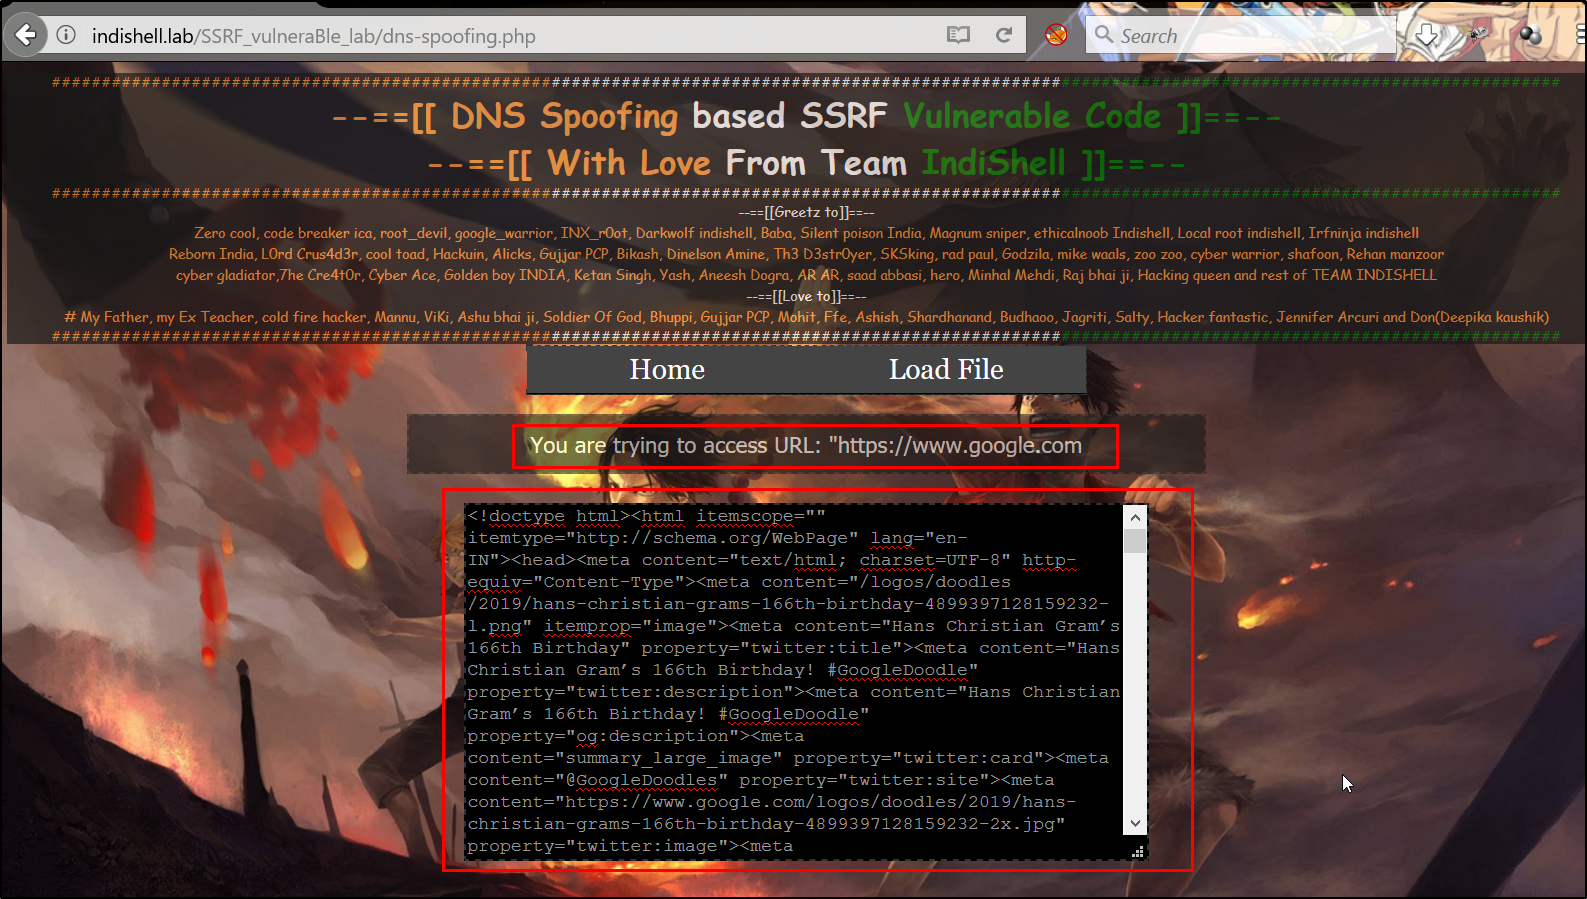 indishell.lab/SSRF_vulneraBle_lab/dns-spoofing.php
Search
--==[[ DNS Spoofing based SSRF Vulnerable Code ]]==--
--==[[ With Love From Team IndiShell ]]==--
--==[[Greetz to]]==--
Zero cool, code breaker ica, root_devil, google_warrior, INX_r0ot, Darkwolf indishell, Baba, Silent poison India, Magnum sniper, ethicalnoob Indishell, Local root indishell, Irfninja indishell
Reborn India, L0rd Crus4d3r, cool toad, Hackuin, Alicks, Gujjar PCP, Bikash, Dinelson Amine, Th3 D3str0yer, SKSking, rad paul, Godzila, mike waals, zoo zoo, cyber warrior, shafoon, Rehan manzoor
cyber gladiator,7he Cre4t0r, Cyber Ace, Golden boy INDIA, Ketan Singh, Yash, Aneesh Dogra, AR AR, saad abbasi, hero, Minhal Mehdi, Raj bhai ji, Hacking queen and rest of TEAM INDISHELL
--==[[Love to]]==--
# My Father, my Ex Teacher, cold fire hacker, Mannu, ViKi, Ashu bhai ji, Soldier Of God, Bhuppi, Gujjar PCP, Mohit, Ffe, Ashish, Shardhanand, Budhaoo, Jagriti, Salty, Hacker fantastic, Jennifer Arcuri and Don(Deepika kaushik)
Home
Load File
You are trying to access URL: "https://www.google.com
<!doctype html><html itemscope=""
itemtype="http://schema.org/WebPage" lang="en-
IN"><head><meta content="text/html; charset=UTF-8" http-
equiv="Content-Type"><meta content="/logos/doodles
/2019/hans-christian-grams-166th-birthday-4899397128159232-
l.png" itemprop="image"><meta content="Hans Christian Gram’s
166th Birthday" property="twitter:title"><meta content="Hans
Christian Gram’s 166th Birthday! #GoogleDoodle"
property="twitter:description"><meta content="Hans Christian
Gram’s 166th Birthday! #GoogleDoodle"
property="og:description"><meta
content="summary_large_image" property="twitter:card"><meta
content="@GoogleDoodles" property="twitter:site"><meta
content="https://www.google.com/logos/doodles/2019/hans-
christian-grams-166th-birthday-4899397128159232-2x.jpg"
property="twitter:image"><meta